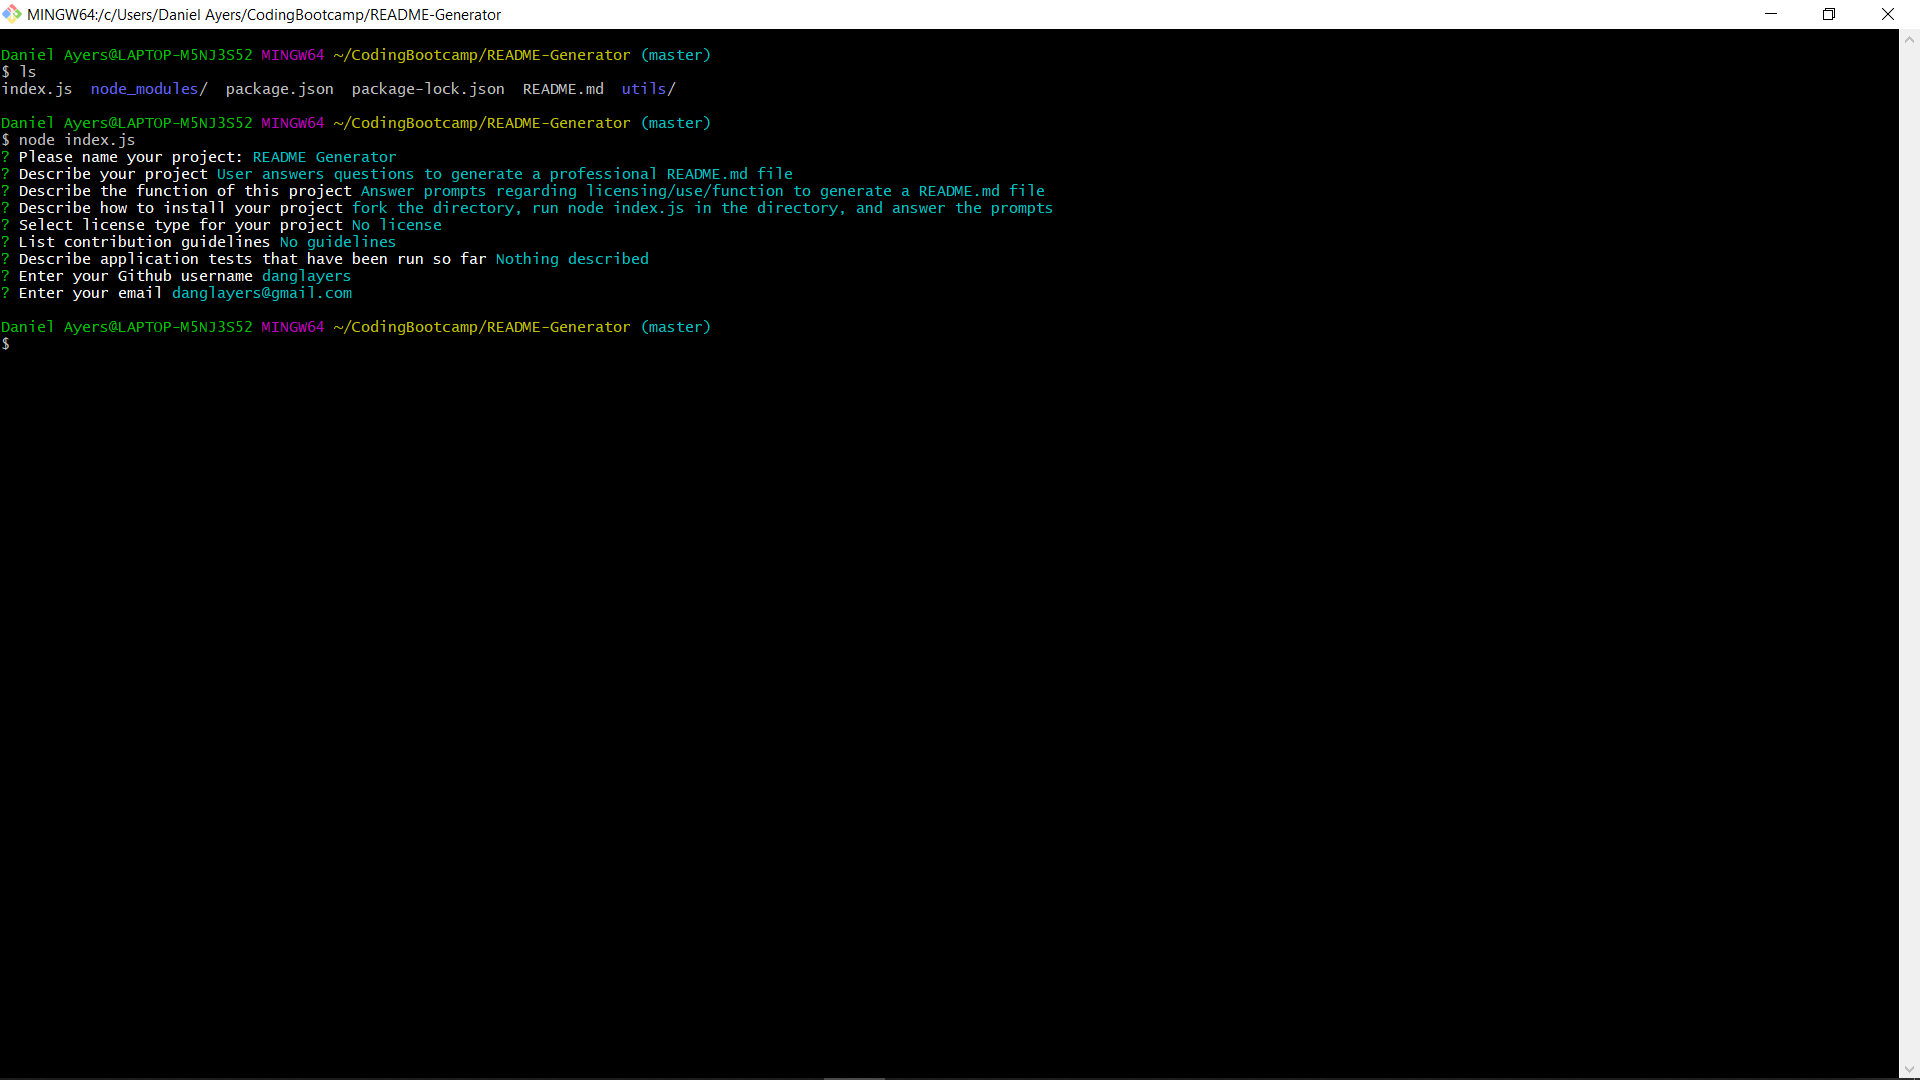 MINGW64:/c/Users/Daniel Ayers/CodingBootcamp/README-Generator
Daniel Ayers@LAPTOP-M5NJ3S52 MINGW64 ~/CodingBootcamp/README-Generator (master)
$ ls
index.js  node_modules/  package.json  package-lock.json  README.md  utils/
Daniel Ayers@LAPTOP-M5NJ3S52 MINGW64 ~/CodingBootcamp/README-Generator (master)
$ node index.js
? Please name your project: README Generator
? Describe your project User answers questions to generate a professional README.md file
? Describe the function of this project Answer prompts regarding licensing/use/function to generate a README.md file
? Describe how to install your project fork the directory, run node index.js in the directory, and answer the prompts
? Select license type for your project No license
? List contribution guidelines No guidelines
? Describe application tests that have been run so far Nothing described
? Enter your Github username danglayers
? Enter your email danglayers@gmail.com
Daniel Ayers@LAPTOP-M5NJ3S52 MINGW64 ~/CodingBootcamp/README-Generator (master)
$